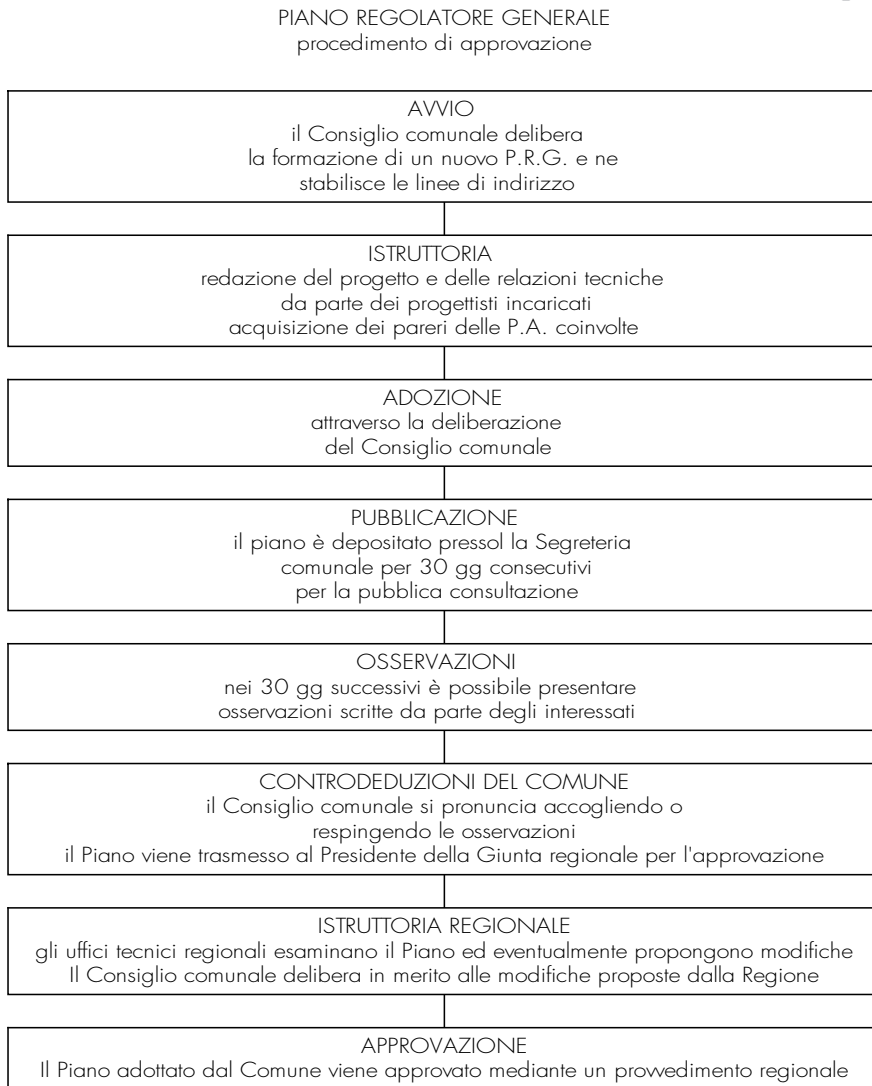 PIANO REGOLATORE GENERALE
procedimento di approvazione
AVVIO
il Consiglio comunale delibera
la formazione di un nuovo P.R.G. e ne
stabilisce le linee di indirizzo
ISTRUTTORIA
redazione del progetto e delle relazioni tecniche
da parte dei progettisti incaricati
acquisizione dei pareri delle P.A. coinvolte
ADOZIONE
attraverso la deliberazione
del Consiglio comunale
PUBBLICAZIONE
il piano è depositato pressol la Segreteria
comunale per 30 gg consecutivi
per la pubblica consultazione
OSSERVAZIONI
nei 30 gg successivi è possibile presentare
osservazioni scritte da parte degli interessati
CONTRODEDUZIONI DEL COMUNE
il Consiglio comunale si pronuncia accogliendo o
respingendo le osservazioni
il Piano viene trasmesso al Presidente della Giunta regionale per l'approvazione
ISTRUTTORIA REGIONALE
gli uffici tecnici regionali esaminano il Piano ed eventualmente propongono modifiche
Il Consiglio comunale delibera in merito alle modifiche proposte dalla Regione
APPROVAZIONE
Il Piano adottato dal Comune viene approvato mediante un provvedimento regionale